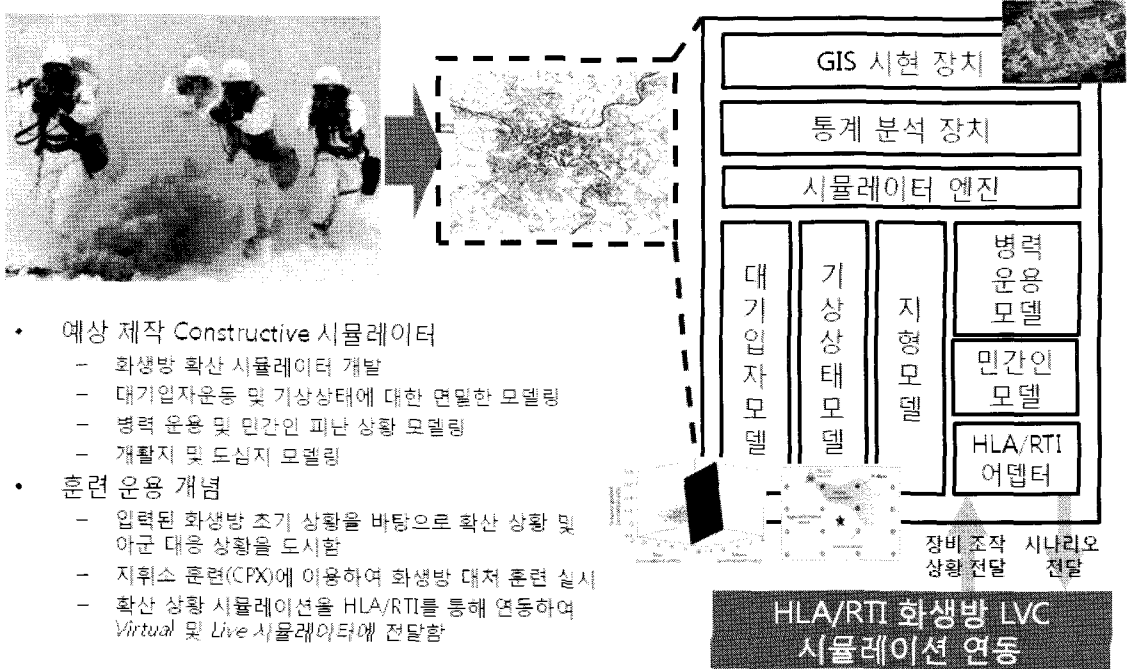 GIS 시현 장치
통계 분석 장치
시뮬레이터 엔진
대기입자모델
기상상태모델
지형모델
병력
운용
모델
민간인
모델
HLA/RTI
어뎁터
• 예상 제작 Constructive 시뮬레이터
– 화생방 확산 시뮬레이터 개발
– 대기입자운동 및 기상상태에 대한 면밀한 모델링
– 병력 운용 및 민간인 피난 상황 모델링
– 개활지 및 도심지 모델링
• 훈련 운용 개념
– 입력된 화생방 초기 상황을 바탕으로 확산 상황 및
아군 대응 상황을 도시함
– 지휘소 훈련(CPX)에 이용하여 화생방 대처 훈련 실시
– 확산 상황 시뮬레이션을 HLA/RTI를 통해 연동하여
Virtual 및 Live 시뮬레이터에 전달함
장비 조작
상황 전달
시나리오
전달
HLA/RTI 화생방 LVC
시뮬레이션 연동